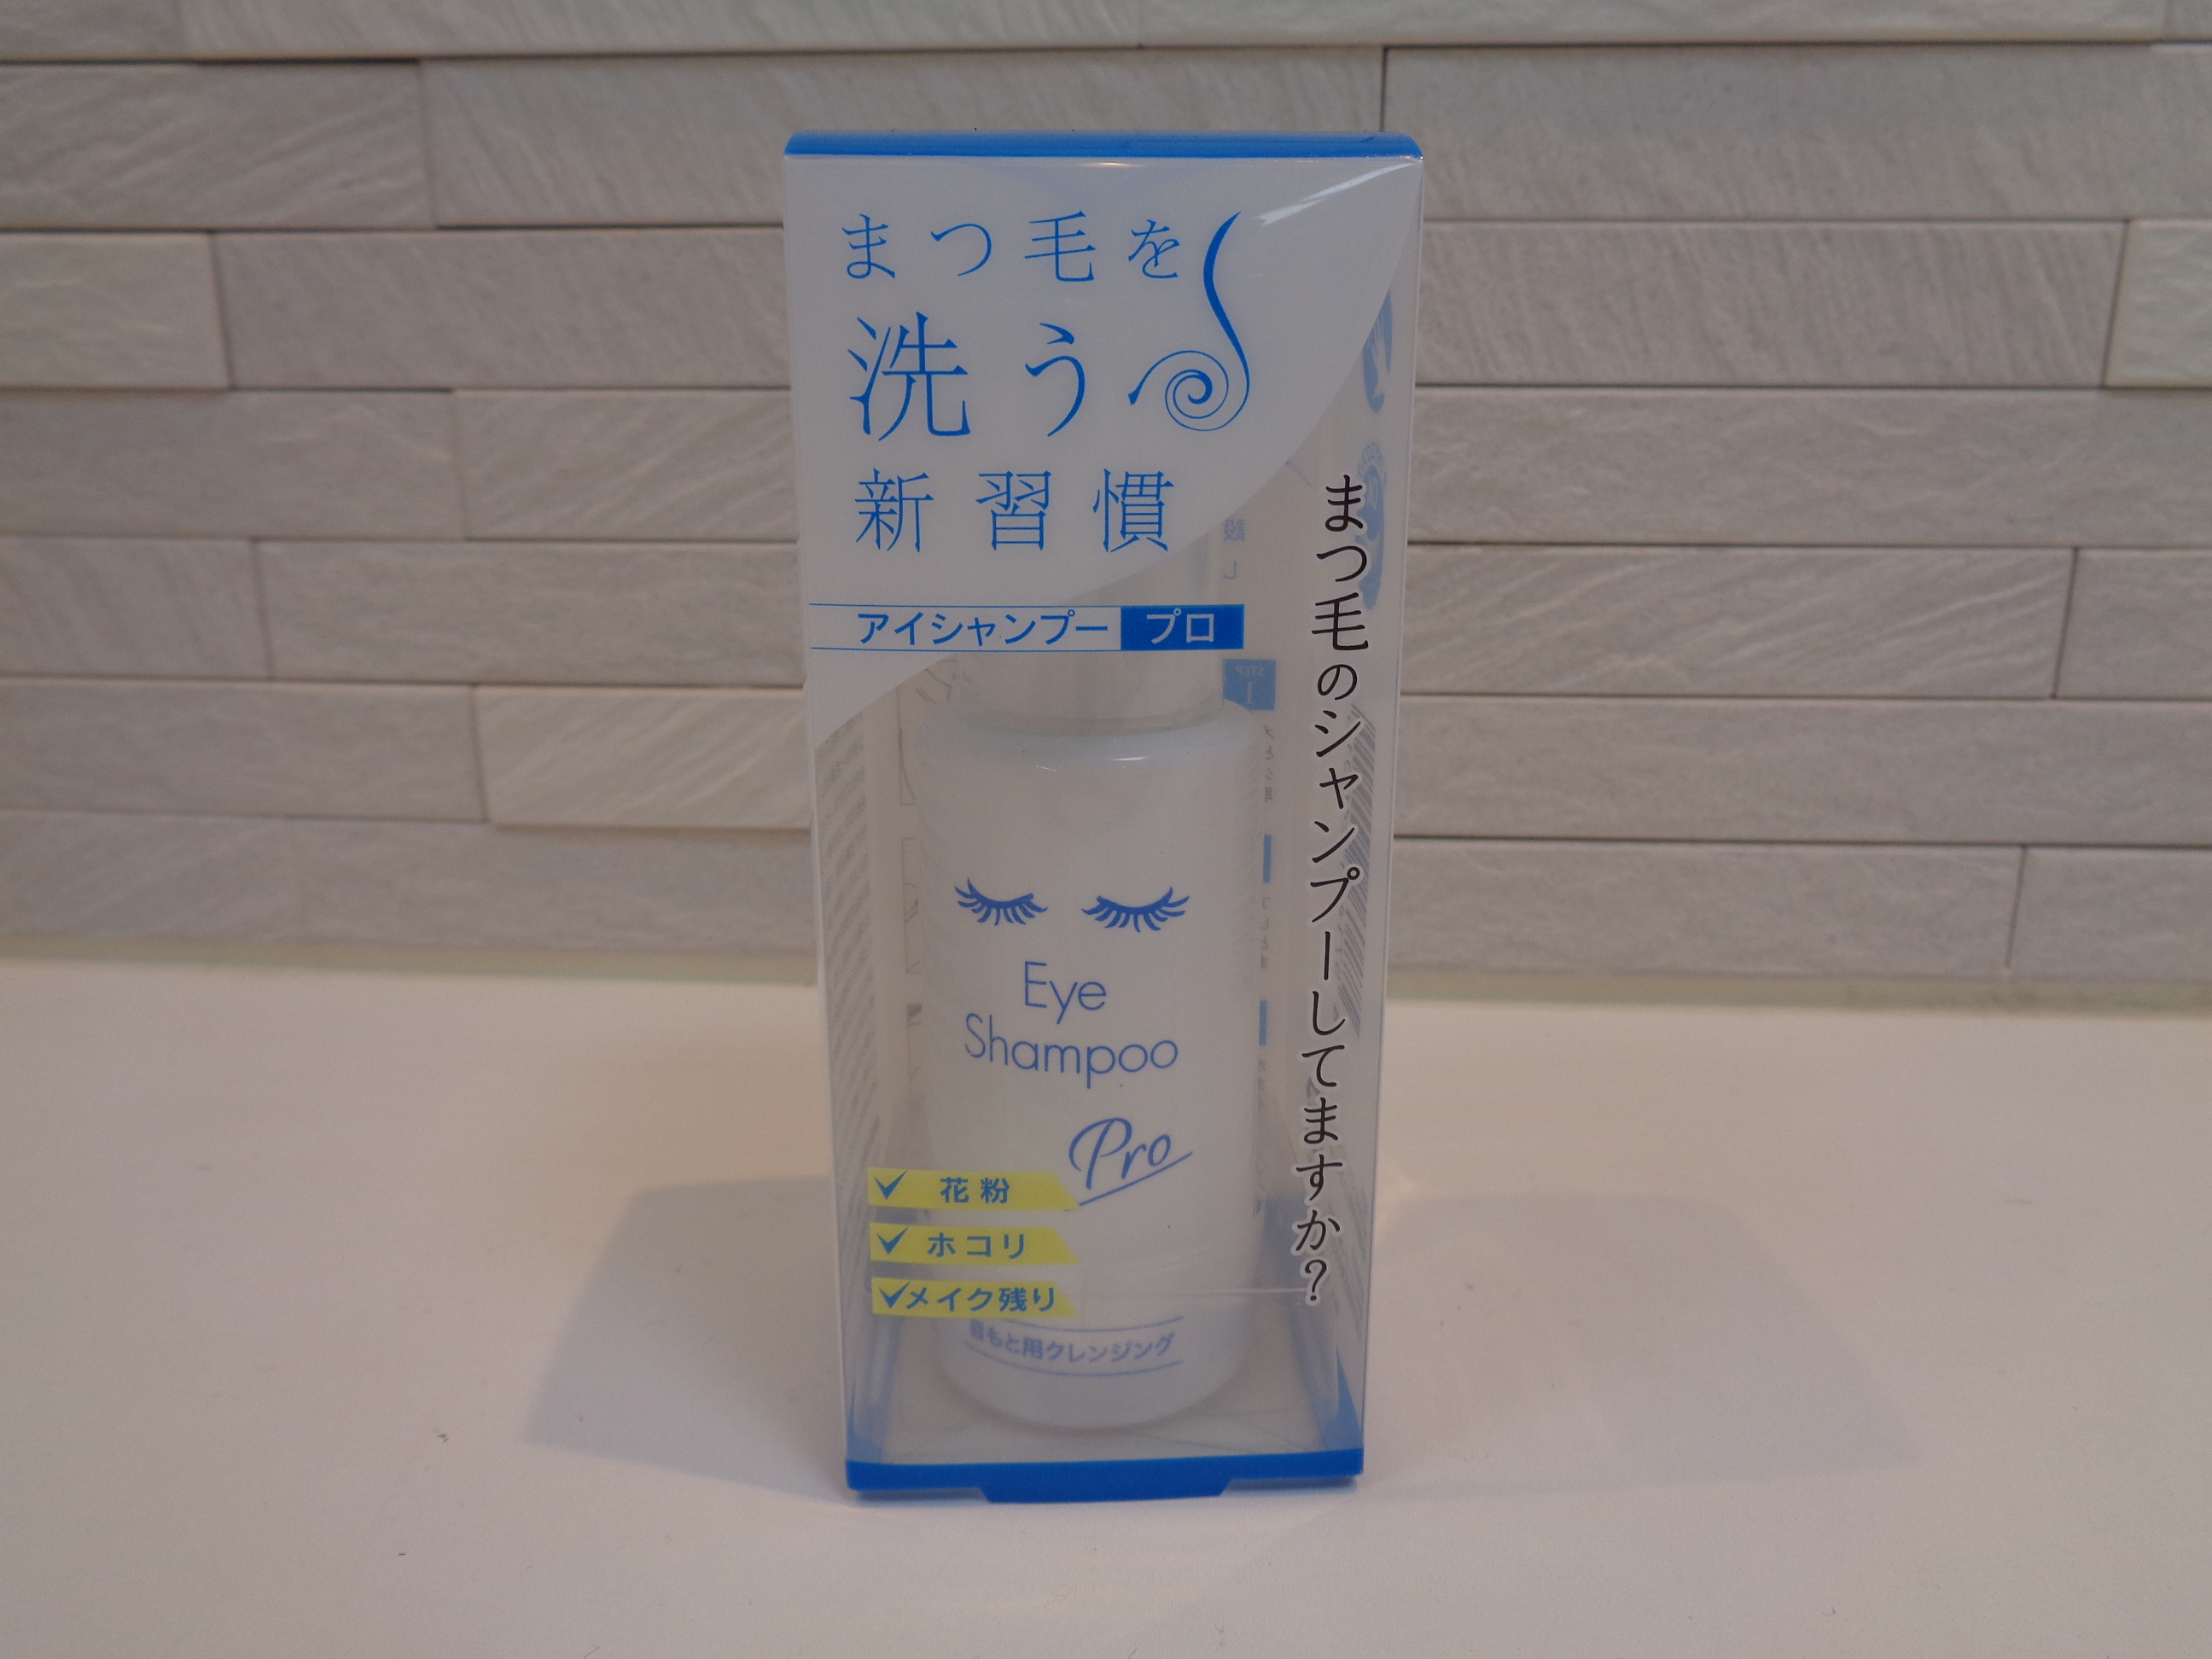 まつ毛を
洗う
新習慣
アイシャンプー プロ
まつ毛のシャンプーしてますか?
Eye
Shampoo
Pro
花粉
ホコリ
メイク残り
目もと用クレンジング
STEP
1